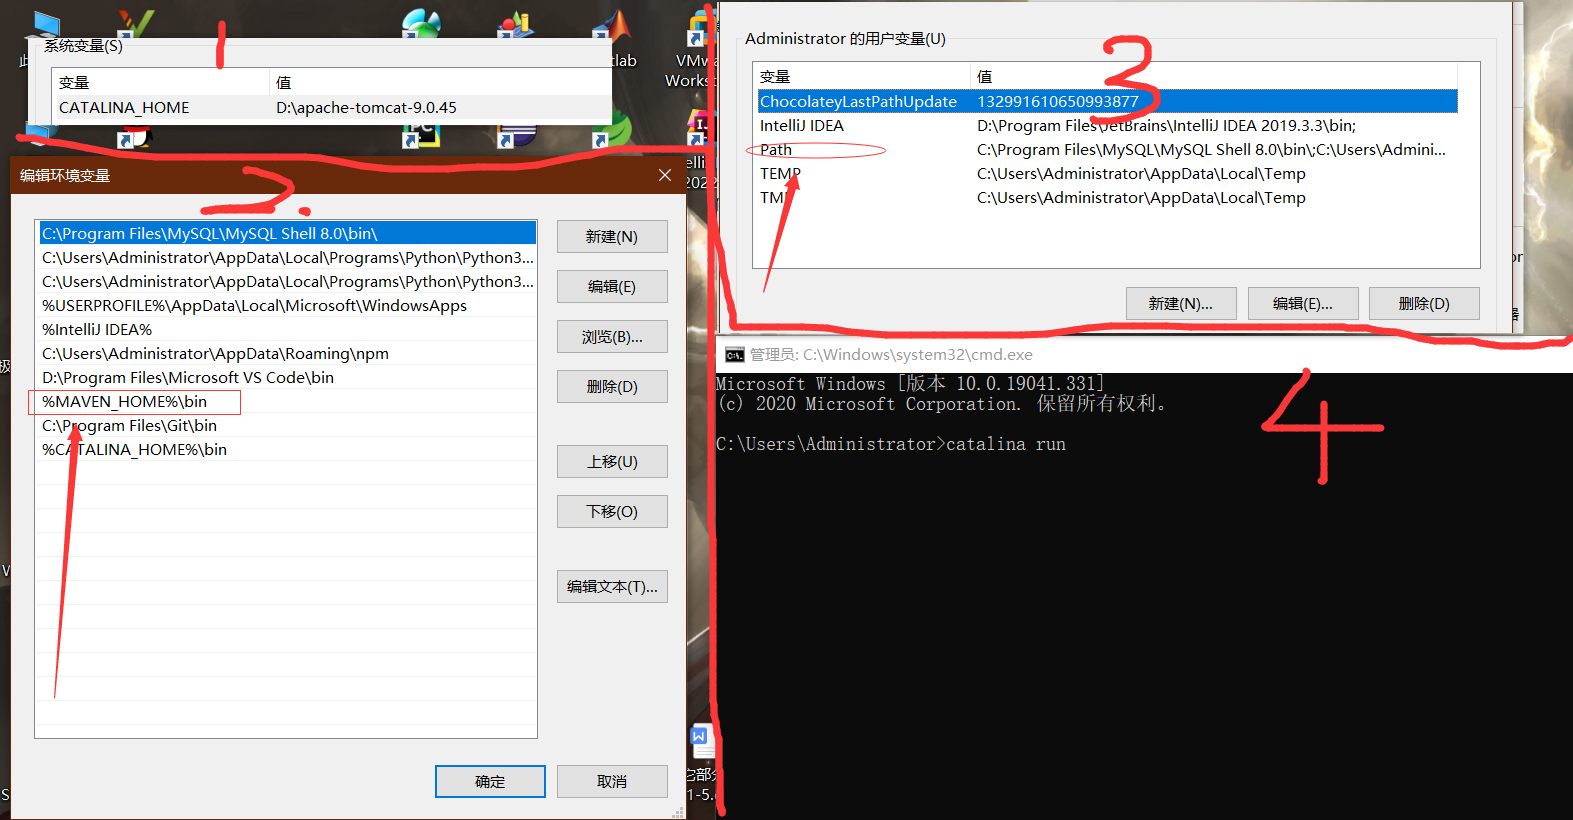 1
系统变量(S)
变量 值
CATALINA_HOME D:\apache-tomcat-9.0.45
tlab
VMwa
Works
2.
编辑环境变量
C:\Program Files\MySQL\MySQL Shell 8.0\bin\
新建(N)
C:\Users\Administrator\AppData\Local\Programs\Python\Python3...
C:\Users\Administrator\AppData\Local\Programs\Python\Python3...
编辑(E)
%USERPROFILE%\AppData\Local\Microsoft\WindowsApps
%IntelliJ IDEA%
浏览(B)...
C:\Users\Administrator\AppData\Roaming\npm
D:\Program Files\Microsoft VS Code\bin
删除(D)
%MAVEN_HOME%\bin
C:\Program Files\Git\bin
%CATALINA_HOME%\bin
上移(U)
下移(O)
编辑文本(T)...
确定
取消
3
Administrator 的用户变量(U)
变量 值
ChocolateyLastPathUpdate 132991610650993877
IntelliJ IDEA D:\Program Files\JetBrains\IntelliJ IDEA 2019.3.3\bin;
Path C:\Program Files\MySQL\MySQL Shell 8.0\bin\;C:\Users\Admini...
TEMP C:\Users\Administrator\AppData\Local\Temp
TMP C:\Users\Administrator\AppData\Local\Temp
新建(N)...
编辑(E)...
删除(D)
4
管理员: C:\Windows\system32\cmd.exe
Microsoft Windows [版本 10.0.19041.331]
(c) 2020 Microsoft Corporation. 保留所有权利。
C:\Users\Administrator>catalina run